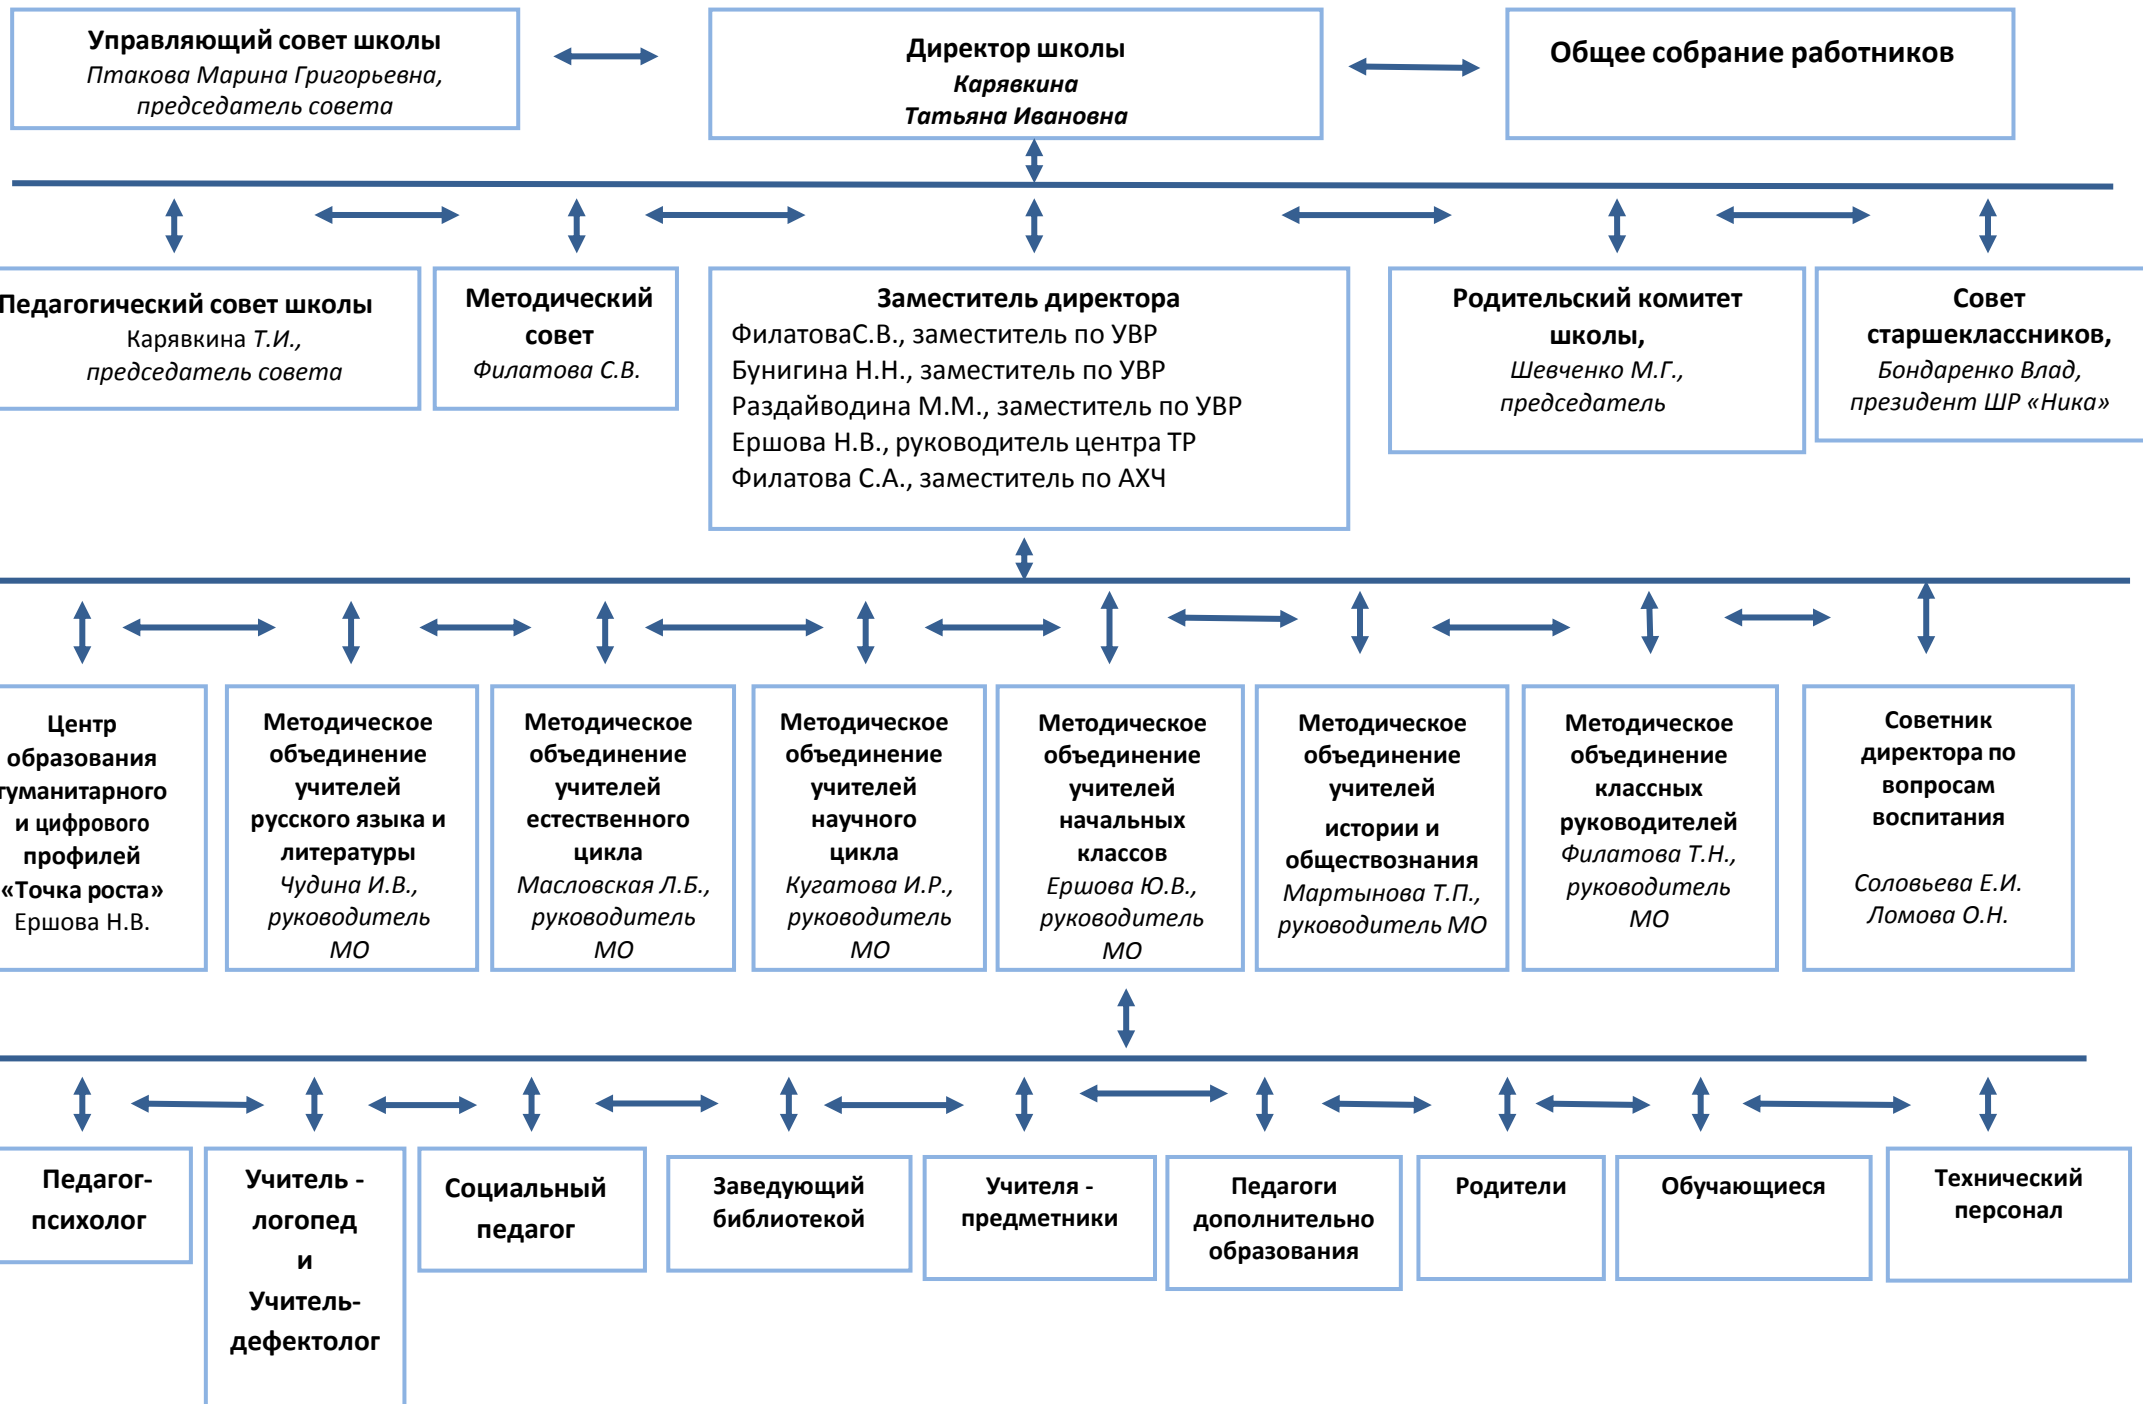 Управляющий совет школы
Птакова Марина Григорьевна,
председатель совета
Директор школы
Карявкина
Татьяна Ивановна
Общее собрание работников
Педагогический совет школы
Карявкина Т.И.,
председатель совета
Методический
совет
Филатова С.В.
Заместитель директора
ФилатоваС.В., заместитель по УВР
Бунигина Н.Н., заместитель по УВР
Раздайводина М.М., заместитель по УВР
Ершова Н.В., руководитель центра ТР
Филатова С.А., заместитель по АХЧ
Родительский комитет
школы,
Шевченко М.Г.,
председатель
Совет
старшеклассников,
Бондаренко Влад,
президент ШР «Ника»
Центр
образования
гуманитарного
и цифрового
профилей
«Точка роста»
Ершова Н.В.
Методическое
объединение
учителей
русского языка и
литературы
Чудина И.В.,
руководитель
МО
Методическое
объединение
учителей
естественного
цикла
Масловская Л.Б.,
руководитель
МО
Методическое
объединение
учителей
научного
цикла
Кугатова И.Р.,
руководитель
МО
Методическое
объединение
учителей
начальных
классов
Ершова Ю.В.,
руководитель
МО
Методическое
объединение
учителей
истории и
обществознания
Мартынова Т.П.,
руководитель МО
Методическое
объединение
классных
руководителей
Филатова Т.Н.,
руководитель
МО
Советник
директора по
вопросам
воспитания
Соловьева Е.И.
Ломова О.Н.
Педагог-
психолог
Учитель -
логопед
и
Учитель-
дефектолог
Социальный
педагог
Заведующий
библиотекой
Учителя -
предметники
Педагоги
дополнительно
образования
Родители
Обучающиеся
Технический
персонал